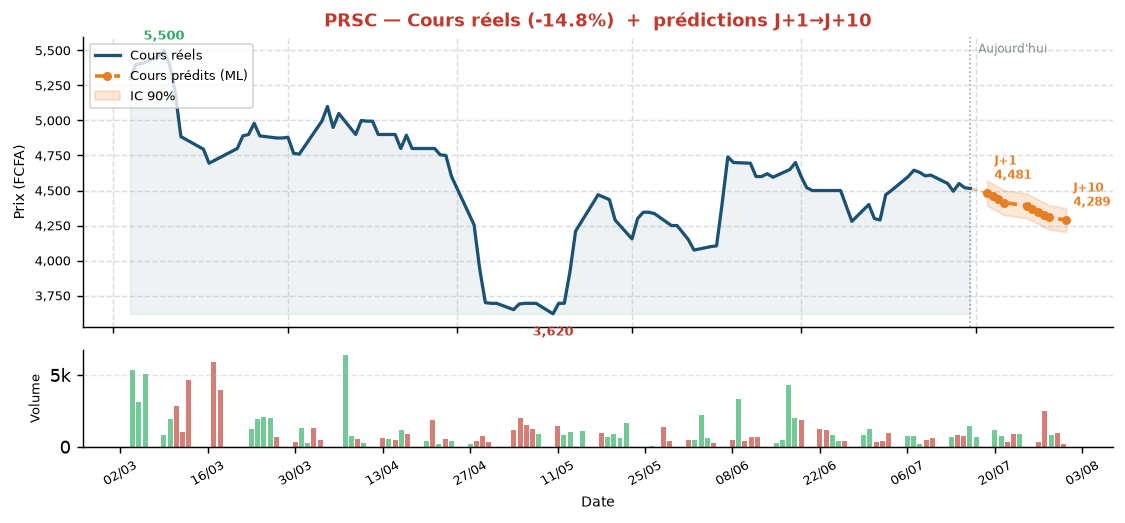 PRSC — Cours réels (-14.8%) + prédictions J+1→J+10
5,500
Aujourd'hui
Cours réels
Cours prédits (ML)
IC 90%
5,500
5,250
5,000
4,750
4,500
4,250
4,000
3,750
Prix (FCFA)
J+1
4,481
J+10
4,289
3,620
5k
0
Volume
02/03
16/03
30/03
13/04
27/04
11/05
25/05
08/06
22/06
06/07
20/07
03/08
Date